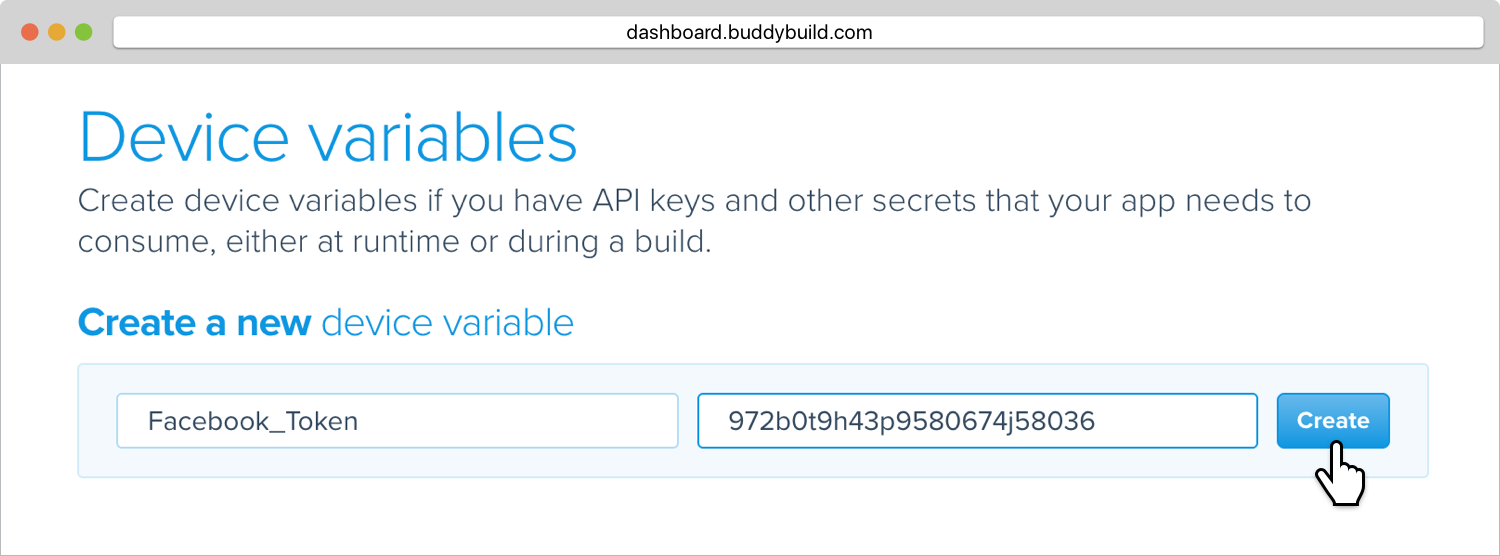 dashboard.buddybuild.com
Device variables
Create device variables if you have API keys and other secrets that your app needs to
consume, either at runtime or during a build.
Create a new device variable
Facebook_Token
972b0t9h43p9580674j58036
Create